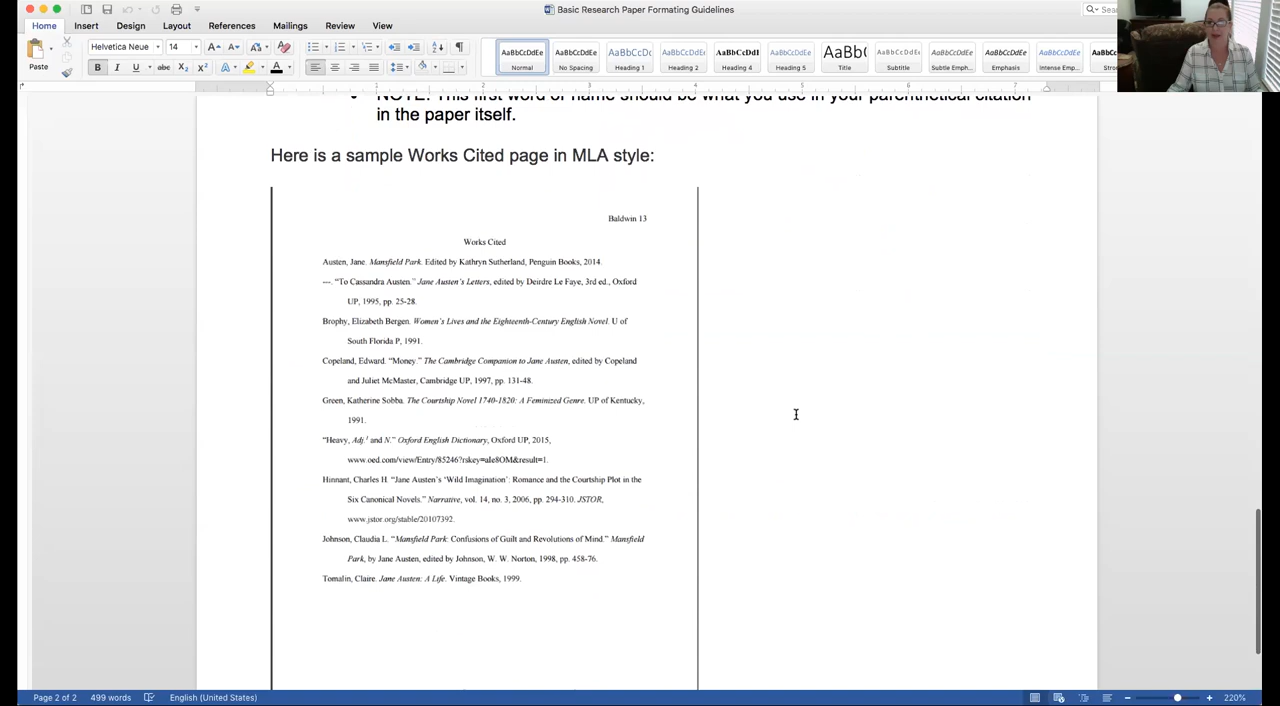 Basic Research Paper Formating Guidelines
Home Insert Design Layout References Mailings Review View
Helvetica Neue 14
Paste
AaBbCcDdEe AaBbCcDdEe AaBbCcDd AaBbCcDdEe AaBbCcDdI AaBbCcDdEe AaBbC AaBbCcDdEe AaBbCcDdEe AaBbCcDdEe AaBbCcDdEe
Normal No Spacing Heading 1 Heading 2 Heading 4 Heading 5 Title Subtitle Subtle Emph... Emphasis Intense Emp...
1 2 3 4 5 6 7
NOTE: This first word or name should be what you use in your parenthetical citation
in the paper itself.
Here is a sample Works Cited page in MLA style:
Baldwin 13
Works Cited
Austen, Jane. Mansfield Park. Edited by Kathryn Sutherland, Penguin Books, 2014.
---. “To Cassandra Austen.” Jane Austen’s Letters, edited by Deirdre Le Faye, 3rd ed., Oxford
UP, 1995, pp. 25-28.
Brophy, Elizabeth Bergen. Women’s Lives and the Eighteenth-Century English Novel. U of
South Florida P, 1991.
Copeland, Edward. “Money.” The Cambridge Companion to Jane Austen, edited by Copeland
and Juliet McMaster, Cambridge UP, 1997, pp. 131-48.
Green, Katherine Sobba. The Courtship Novel 1740-1820: A Feminized Genre. UP of Kentucky,
1991.
“Heavy, Adj.¹ and N.” Oxford English Dictionary, Oxford UP, 2015,
www.oed.com/view/Entry/85246?rskey=aIe8OM&result=1.
Hinnant, Charles H. “Jane Austen’s ‘Wild Imagination’: Romance and the Courtship Plot in the
Six Canonical Novels.” Narrative, vol. 14, no. 3, 2006, pp. 294-310. JSTOR,
www.jstor.org/stable/20107392.
Johnson, Claudia L. “Mansfield Park: Confusions of Guilt and Revolutions of Mind.” Mansfield
Park, by Jane Austen, edited by Johnson, W. W. Norton, 1998, pp. 458-76.
Tomalin, Claire. Jane Austen: A Life. Vintage Books, 1999.
Page 2 of 2 499 words English (United States) 220%